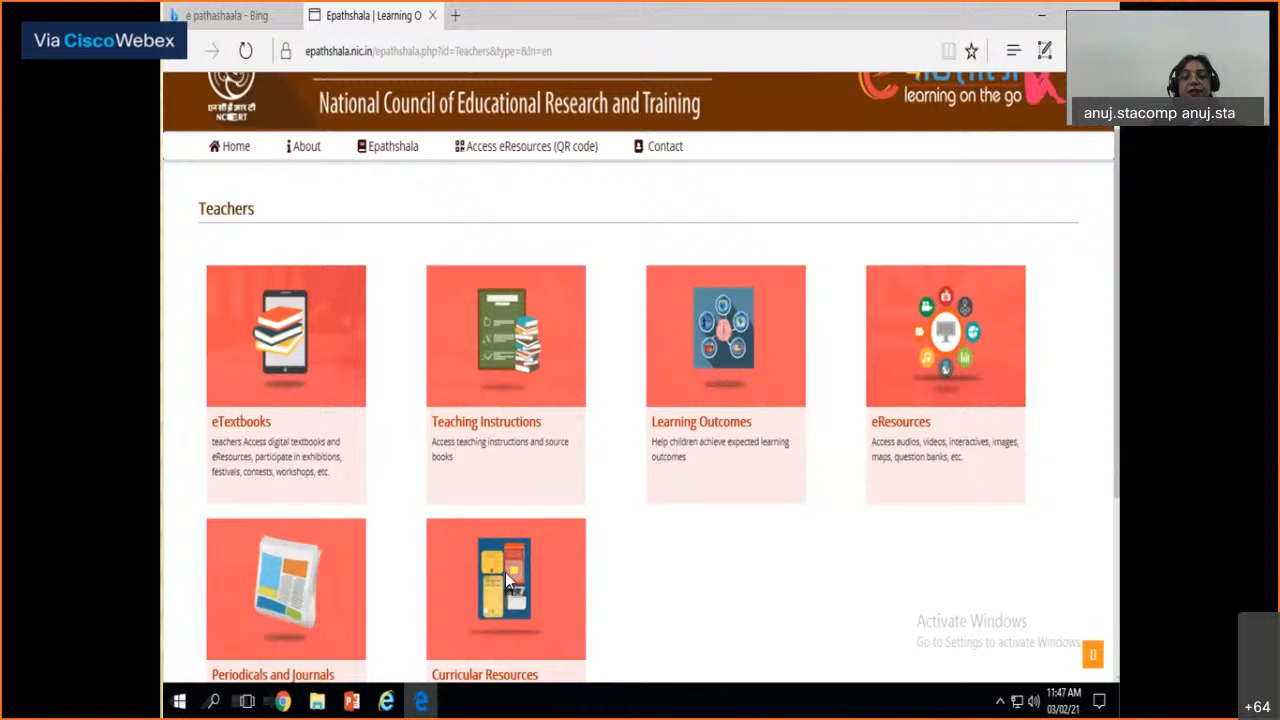 Via Cisco Webex
e pathashaala - Bing
Epathshala | Learning O
epathshala.nic.in/epathshala.php?id=Teachers&type=&ln=en
एन सी ई आर टी
NCERT
National Council of Educational Research and Training
learning on the go
anuj.stacomp anuj.sta
Home
About
Epathshala
Access eResources (QR code)
Contact
Teachers
eTextbooks
teachers Access digital textbooks and
eResources, participate in exhibitions,
festivals, contests, workshops, etc.
Teaching Instructions
Access teaching instructions and source
books
Learning Outcomes
Help children achieve expected learning
outcomes
eResources
Access audios, videos, interactives, images,
maps, question banks, etc.
Periodicals and Journals
Curricular Resources
Activate Windows
Go to Settings to activate Windows.
11:47 AM
03/02/21
+64